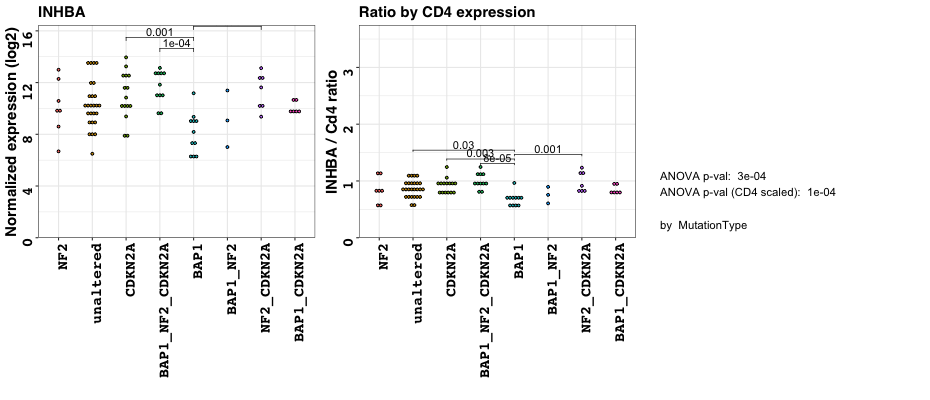 INHBA
Normalized expression (log2)
16
12
8
4
0
0.001
1e-04
NF2
unaltered
CDKN2A
BAP1_NF2_CDKN2A
BAP1
BAP1_NF2
NF2_CDKN2A
BAP1_CDKN2A
Ratio by CD4 expression
INHBA / Cd4 ratio
3
2
1
0
0.03
0.003
8e-05
0.001
NF2
unaltered
CDKN2A
BAP1_NF2_CDKN2A
BAP1
BAP1_NF2
NF2_CDKN2A
BAP1_CDKN2A
ANOVA p-val: 3e-04
ANOVA p-val (CD4 scaled): 1e-04
by MutationType